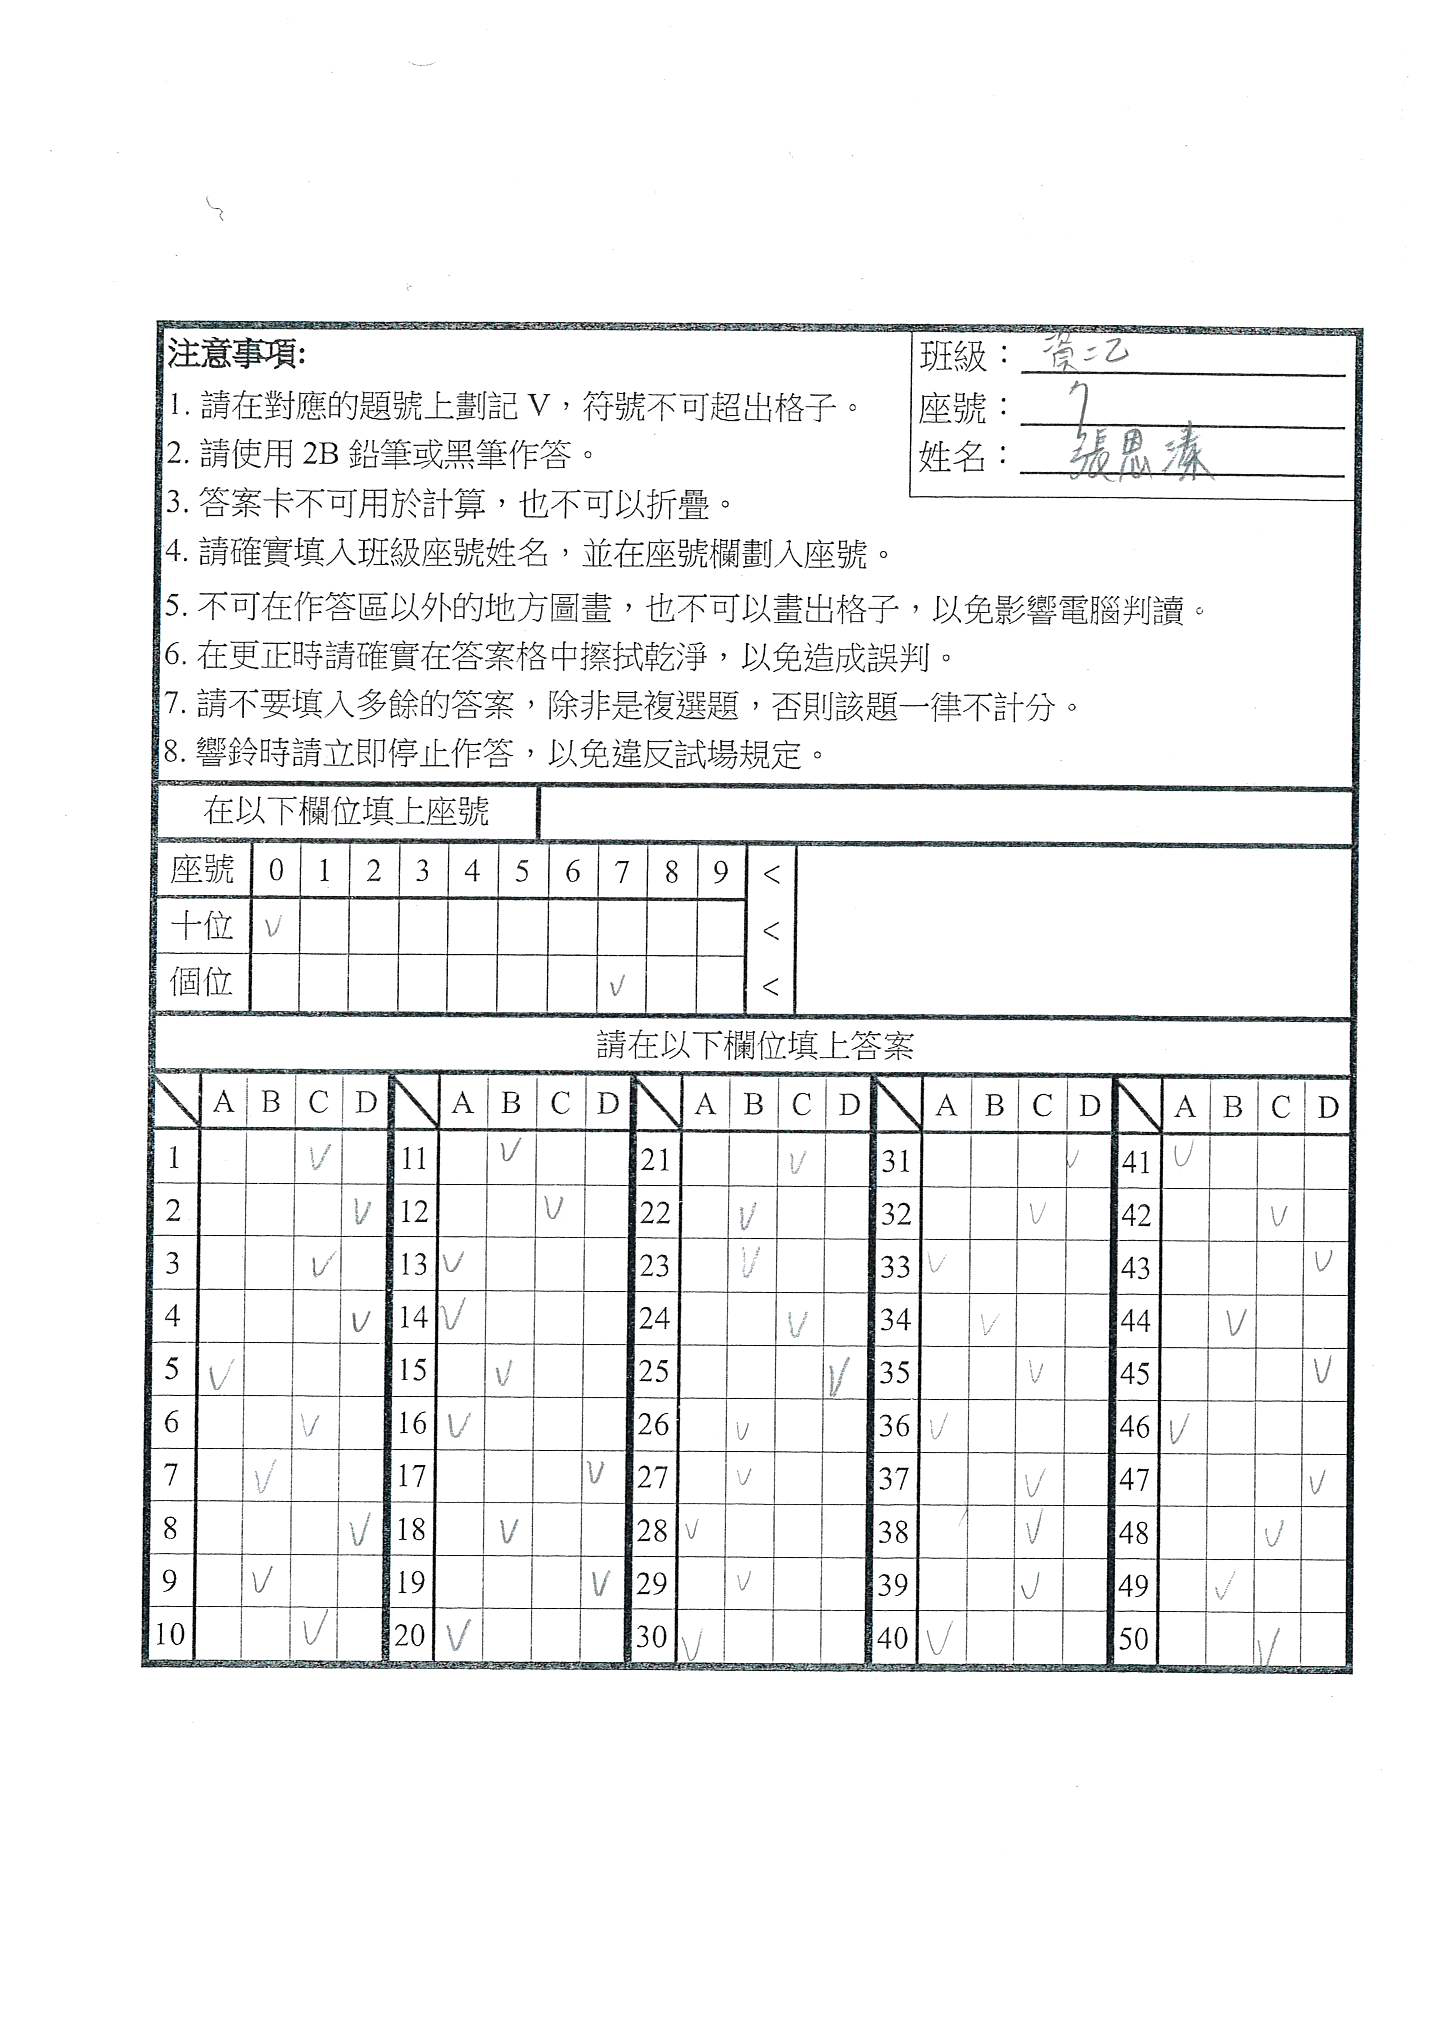 注意事項:
班級：資二乙
座號：7
姓名：張思溱
1. 請在對應的題號上劃記 V，符號不可超出格子。
2. 請使用 2B 鉛筆或黑筆作答。
3. 答案卡不可用於計算，也不可以折疊。
4. 請確實填入班級座號姓名，並在座號欄劃入座號。
5. 不可在作答區以外的地方圖畫，也不可以畫出格子，以免影響電腦判讀。
6. 在更正時請確實在答案格中擦拭乾淨，以免造成誤判。
7. 請不要填入多餘的答案，除非是複選題，否則該題一律不計分。
8. 響鈴時請立即停止作答，以免違反試場規定。
在以下欄位填上座號
座號 0 1 2 3 4 5 6 7 8 9 <
十位 V <
個位 V <
請在以下欄位填上答案
A B C D A B C D A B C D A B C D A B C D
1 V 11 V 21 V 31 V 41 V
2 V 12 V 22 V 32 V 42 V
3 V 13 V 23 V 33 V 43 V
4 V 14 V 24 V 34 V 44 V
5 V 15 V 25 V 35 V 45 V
6 V 16 V 26 V 36 V 46 V
7 V 17 V 27 V 37 V 47 V
8 V 18 V 28 V 38 V 48 V
9 V 19 V 29 V 39 V 49 V
10 V 20 V 30 V 40 V 50 V